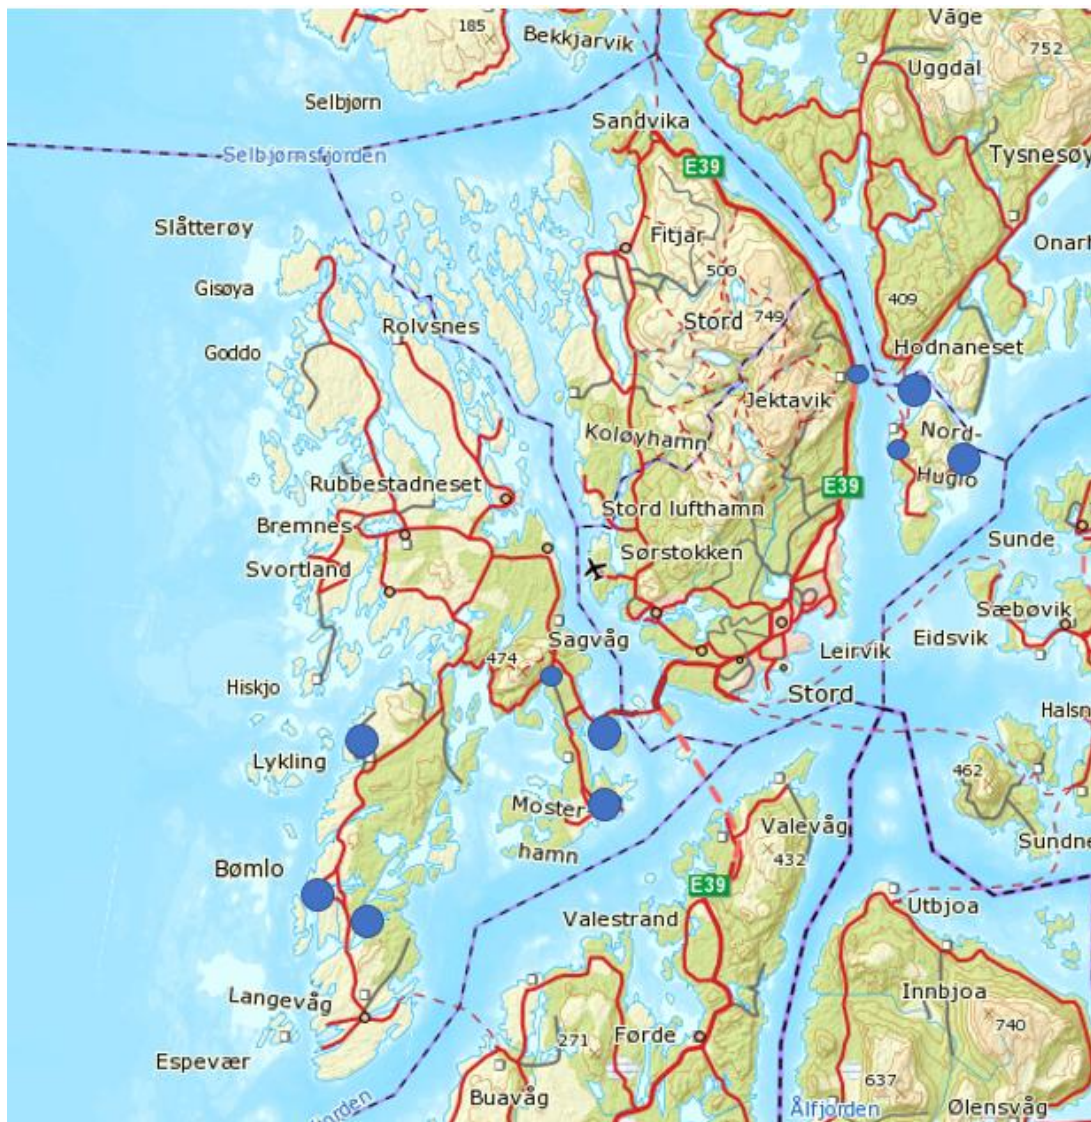 185
Bekkjarvik
Våge
752
Uggdal
Selbjørn
Sandvika
Selbjørnsfjorden
E39
Tysnesøy
Slåtterøy
Fitjar
Onarh
Gisøya
500
409
Rolvsnes
Stord
749
Goddo
Hodnaneset
Jektavik
Koløyhamn
Nord-
Huglo
Rubbestadneset
E39
Bremnes
Stord lufthamn
Sunde
Svortland
Sørstokken
Sæbøvik
Sagvåg
Eidsvik
474
Leirvik
Hiskjo
Stord
Halsn
Lykling
462
Moster
hamn
Valevåg
Sundne
432
Bømlo
E39
Valestrand
Utbjoa
Langevåg
Innbjoa
Førde
271
740
Espevær
637
Buavåg
jorden
Ålfjorden
Ølensvåg